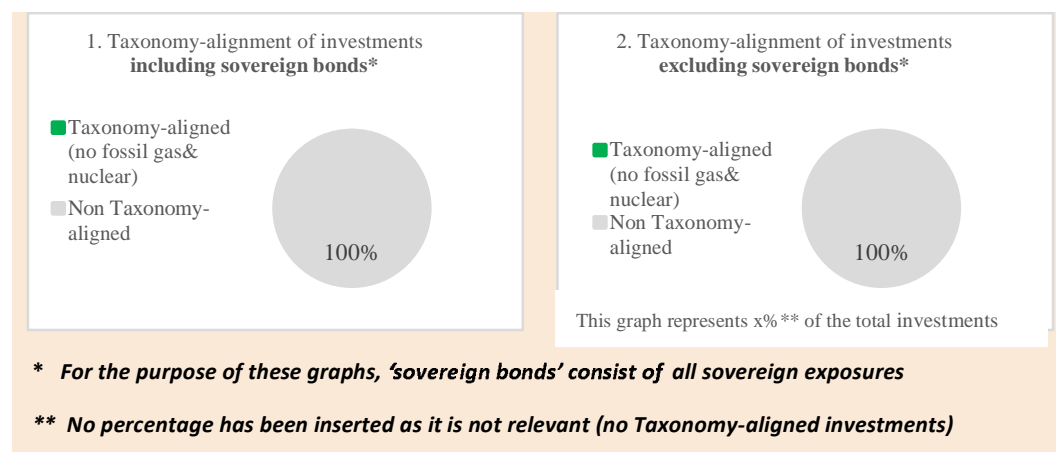 1. Taxonomy-alignment of investments
including sovereign bonds*
Taxonomy-aligned
(no fossil gas&
nuclear)
Non Taxonomy-
aligned
100%
2. Taxonomy-alignment of investments
excluding sovereign bonds*
Taxonomy-aligned
(no fossil gas&
nuclear)
Non Taxonomy-
aligned
100%
This graph represents x%** of the total investments
* For the purpose of these graphs, ‘sovereign bonds’ consist of all sovereign exposures
** No percentage has been inserted as it is not relevant (no Taxonomy-aligned investments)